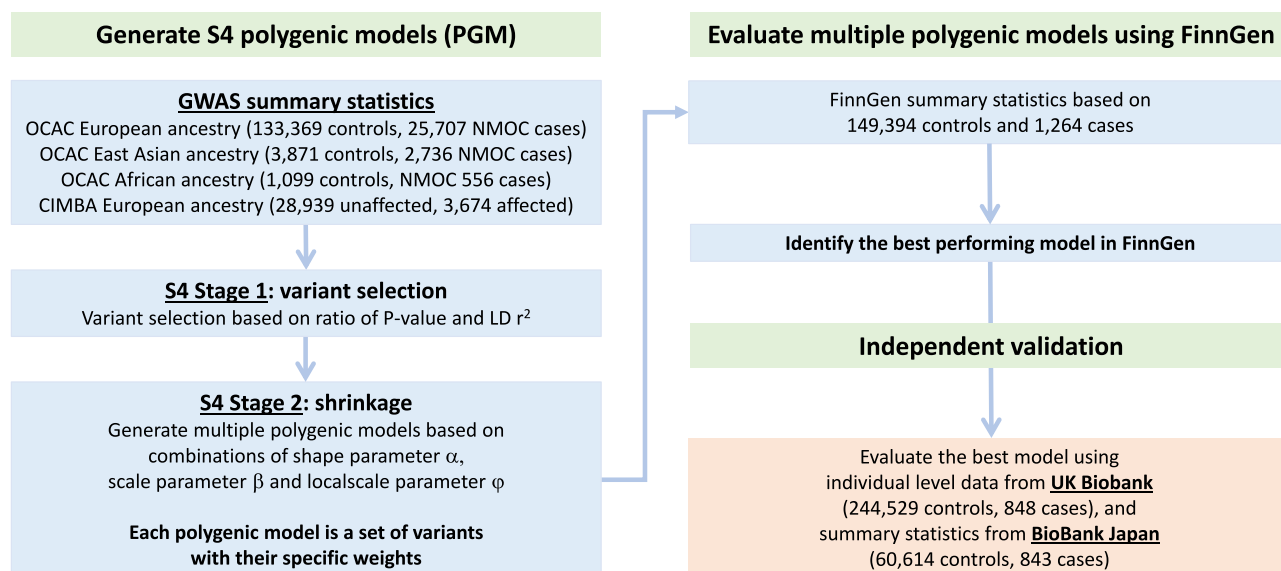 Generate S4 polygenic models (PGM)
GWAS summary statistics
OCAC European ancestry (133,369 controls, 25,707 NMOC cases)
OCAC East Asian ancestry (3,871 controls, 2,736 NMOC cases)
OCAC African ancestry (1,099 controls, NMOC 556 cases)
CIMBA European ancestry (28,939 unaffected, 3,674 affected)
S4 Stage 1: variant selection
Variant selection based on ratio of P-value and LD r²
S4 Stage 2: shrinkage
Generate multiple polygenic models based on
combinations of shape parameter α,
scale parameter β and localscale parameter φ
Each polygenic model is a set of variants
with their specific weights
Evaluate multiple polygenic models using FinnGen
FinnGen summary statistics based on
149,394 controls and 1,264 cases
Identify the best performing model in FinnGen
Independent validation
Evaluate the best model using
individual level data from UK Biobank
(244,529 controls, 848 cases), and
summary statistics from BioBank Japan
(60,614 controls, 843 cases)